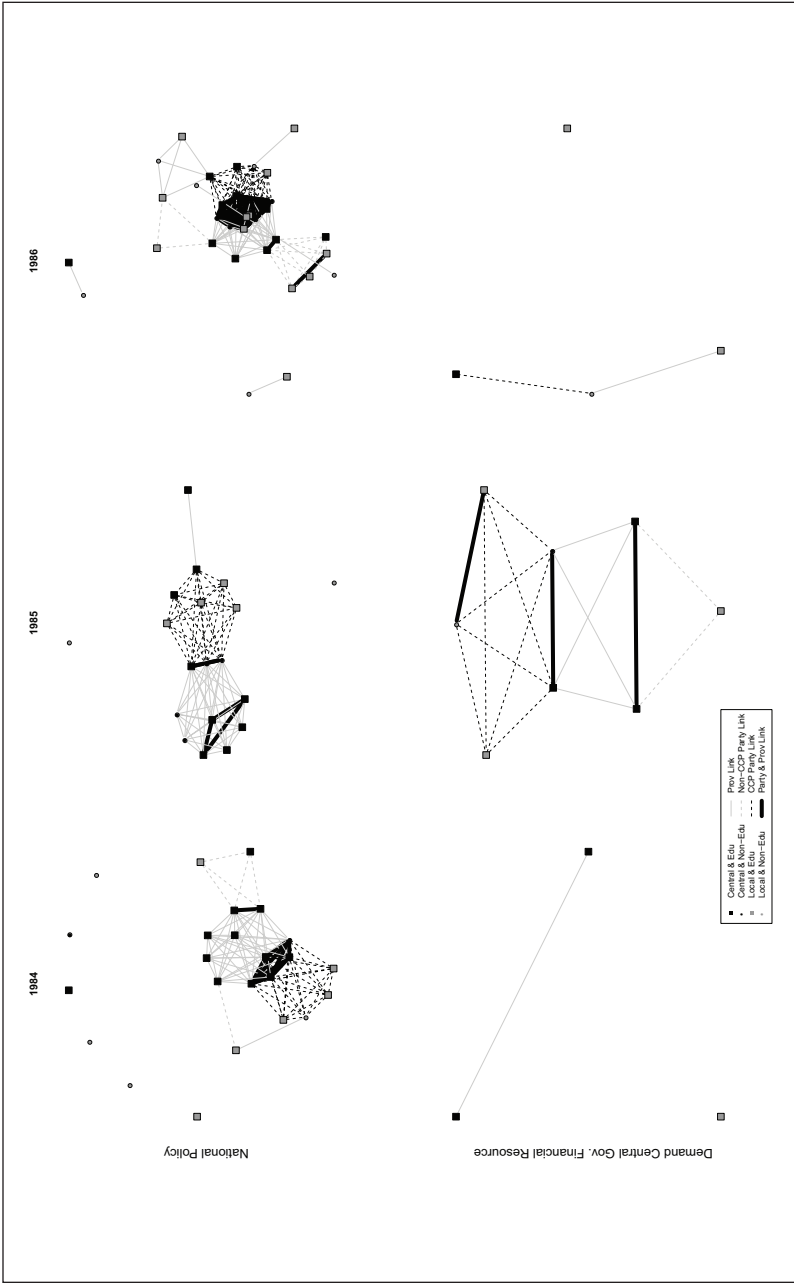 1984
1985
1986
National Policy
Demand Central Gov. Financial Resource
Central & Edu
Central & Non−Edu
Local & Edu
Local & Non−Edu
Prov Link
Non−CCP Party Link
CCP Party Link
Party & Prov Link